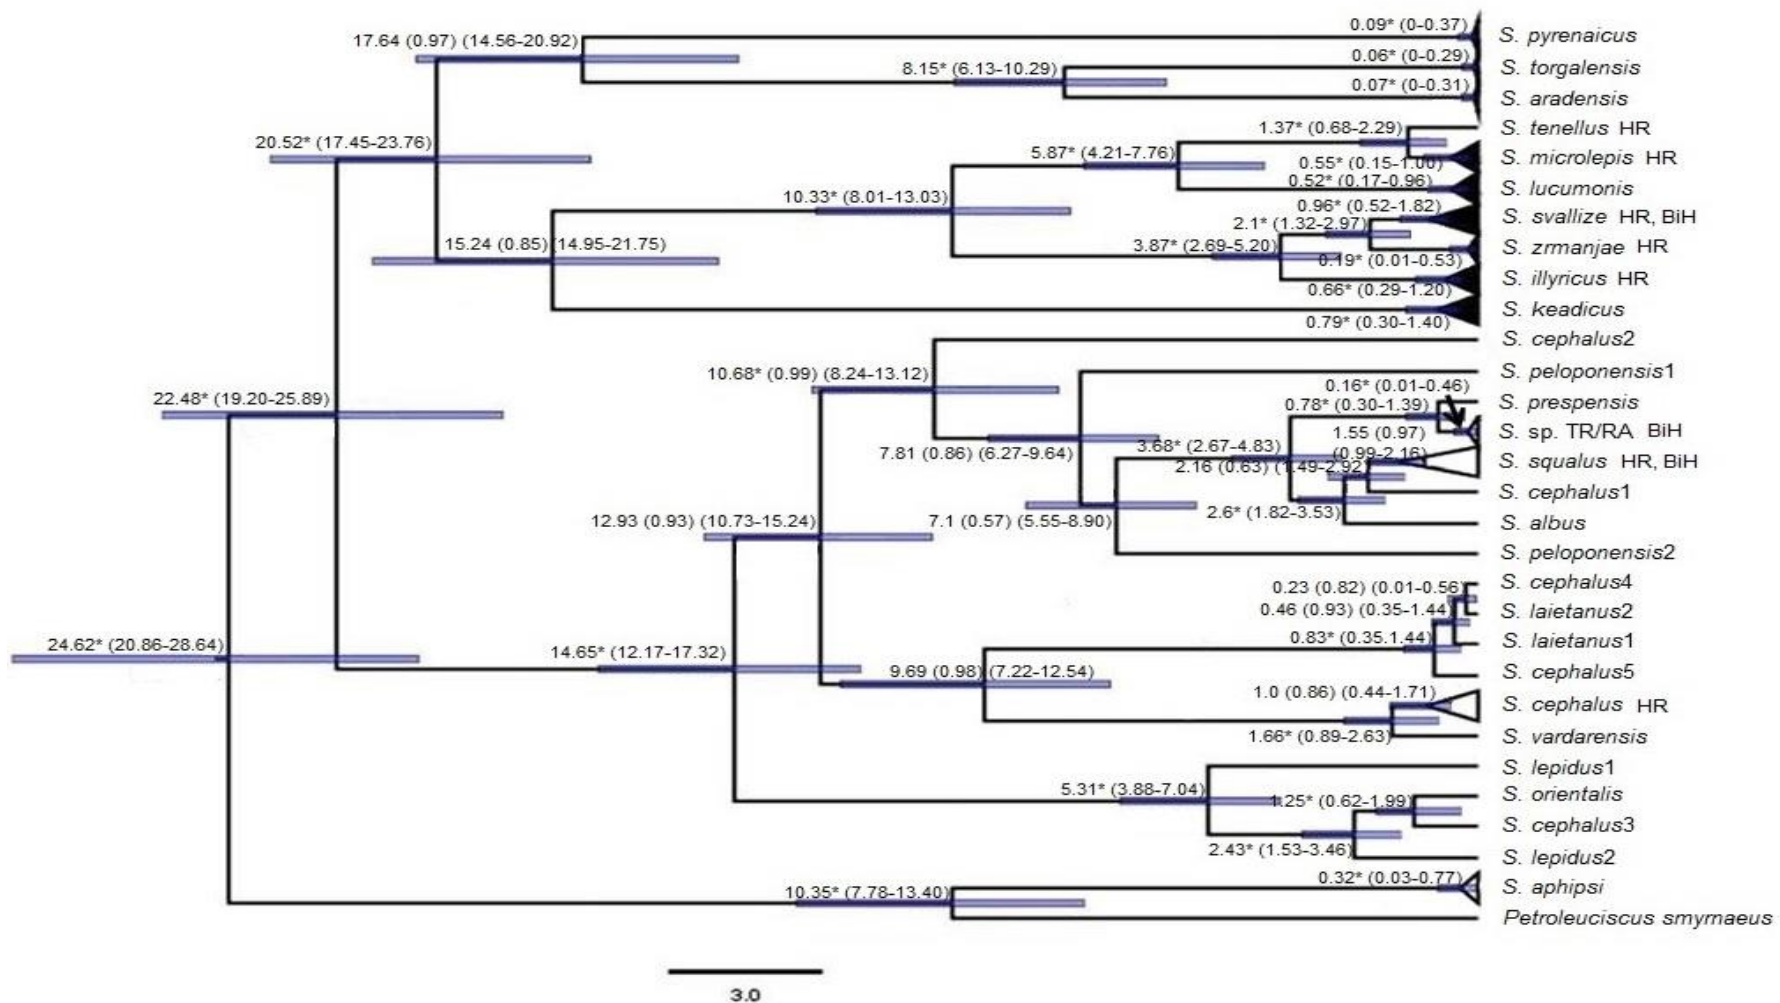 0.09* (0-0.37)
17.64 (0.97) (14.56-20.92)
S. pyrenaicus
0.06* (0-0.29)
8.15* (6.13-10.29)
S. torgalensis
0.07* (0-0.31)
S. aradensis
1.37* (0.68-2.29)
S. tenellus HR
20.52* (17.45-23.76)
5.87* (4.21-7.76)
0.55* (0.15-1.00)
S. microlepis HR
0.52* (0.17-0.96)
S. lucumonis
10.33* (8.01-13.03)
0.96* (0.52-1.82)
S. svallize HR, BiH
2.1* (1.32-2.97)
15.24 (0.85) (14.95-21.75)
3.87* (2.69-5.20)
S. zrmanjae HR
0.19* (0.01-0.53)
S. illyricus HR
0.66* (0.29-1.20)
S. keadicus
0.79* (0.30-1.40)
S. cephalus2
10.68* (0.99) (8.24-13.12)
S. peloponensis1
0.16* (0.01-0.46)
22.48* (19.20-25.89)
0.78* (0.30-1.39)
S. prespensis
1.55 (0.97)
S. sp. TR/RA BiH
3.68* (2.67-4.83)
7.81 (0.86) (6.27-9.64)
(0.99-2.16)
S. squalus HR, BiH
2.16 (0.63) (1.49-2.92)
S. cephalus1
12.93 (0.93) (10.73-15.24)
7.1 (0.57) (5.55-8.90)
2.6* (1.82-3.53)
S. albus
S. peloponensis2
0.23 (0.82) (0.01-0.56)
S. cephalus4
0.46 (0.93) (0.35-1.44)
S. laietanus2
24.62* (20.86-28.64)
14.65* (12.17-17.32)
0.83* (0.35.1.44)
S. laietanus1
9.69 (0.98) (7.22-12.54)
S. cephalus5
1.0 (0.86) (0.44-1.71)
S. cephalus HR
1.66* (0.89-2.63)
S. vardarensis
S. lepidus1
5.31* (3.88-7.04)
1.25* (0.62-1.99)
S. orientalis
S. cephalus3
2.43* (1.53-3.46)
S. lepidus2
0.32* (0.03-0.77)
10.35* (7.78-13.40)
S. aphipsi
Petroleuciscus smyrnaeus
3.0